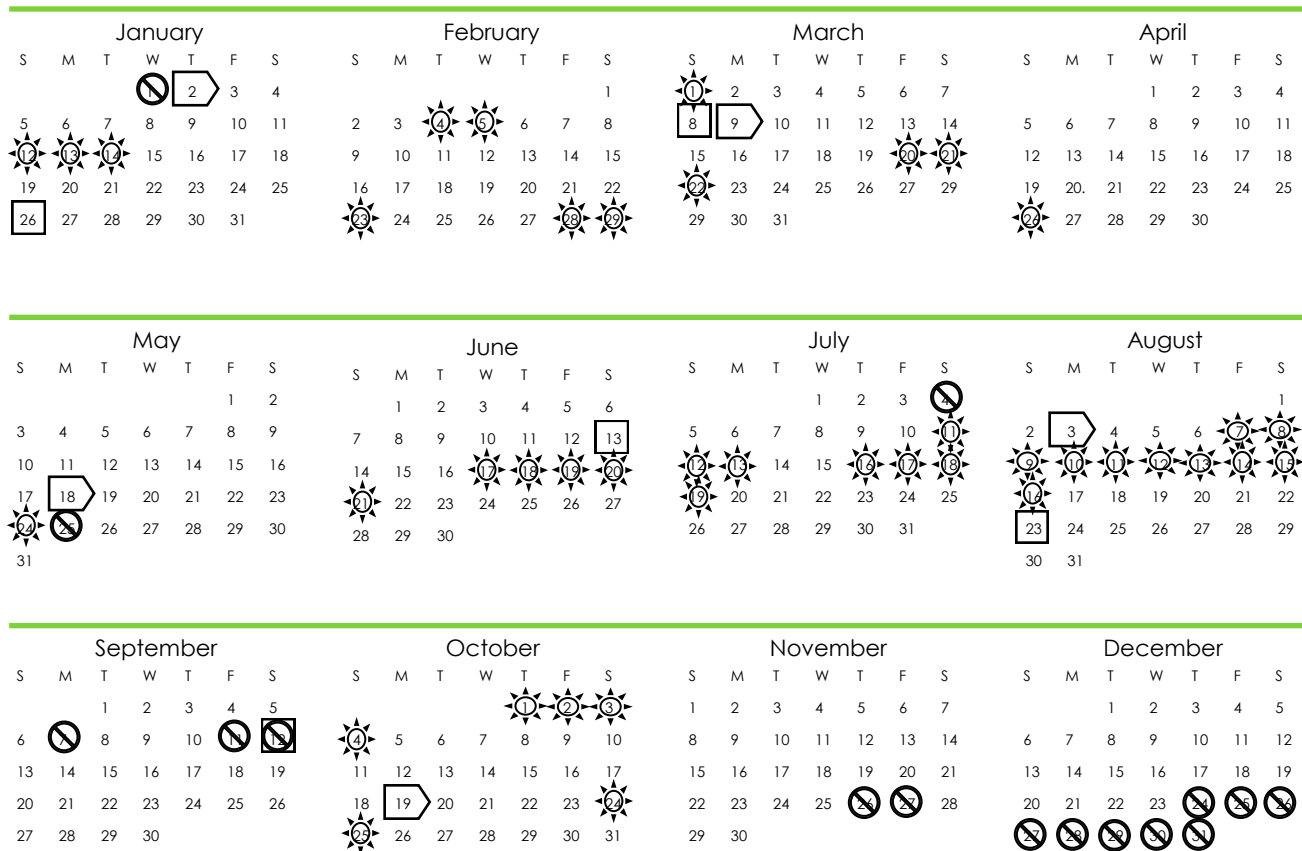 January
S M T W T F S
1 2 3 4
5 6 7 8 9 10 11
12 13 14 15 16 17 18
19 20 21 22 23 24 25
26 27 28 29 30 31
February
S M T W T F S
1
2 3 4 5 6 7 8
9 10 11 12 13 14 15
16 17 18 19 20 21 22
23 24 25 26 27 28 29
March
S M T W T F S
1 2 3 4 5 6 7
8 9 10 11 12 13 14
15 16 17 18 19 20 21
22 23 24 25 26 27 29
29 30 31
April
S M T W T F S
1 2 3 4
5 6 7 8 9 10 11
12 13 14 15 16 17 18
19 20. 21 22 23 24 25
26 27 28 29 30
May
S M T W T F S
1 2
3 4 5 6 7 8 9
10 11 12 13 14 15 16
17 18 19 20 21 22 23
24 25 26 27 28 29 30
31
June
S M T W T F S
1 2 3 4 5 6
7 8 9 10 11 12 13
14 15 16 17 18 19 20
21 22 23 24 25 26 27
28 29 30
July
S M T W T F S
1 2 3 4
5 6 7 8 9 10 11
12 13 14 15 16 17 18
19 20 21 22 23 24 25
26 27 28 29 30 31
August
S M T W T F S
1
2 3 4 5 6 7 8
9 10 11 12 13 14 15
16 17 18 19 20 21 22
23 24 25 26 27 28 29
30 31
September
S M T W T F S
1 2 3 4 5
6 7 8 9 10 11 12
13 14 15 16 17 18 19
20 21 22 23 24 25 26
27 28 29 30
October
S M T W T F S
1 2 3
4 5 6 7 8 9 10
11 12 13 14 15 16 17
18 19 20 21 22 23 24
25 26 27 28 29 30 31
November
S M T W T F S
1 2 3 4 5 6 7
8 9 10 11 12 13 14
15 16 17 18 19 20 21
22 23 24 25 26 27 28
29 30
December
S M T W T F S
1 2 3 4 5
6 7 8 9 10 11 12
13 14 15 16 17 18 19
20 21 22 23 24 25 26
27 28 29 30 31